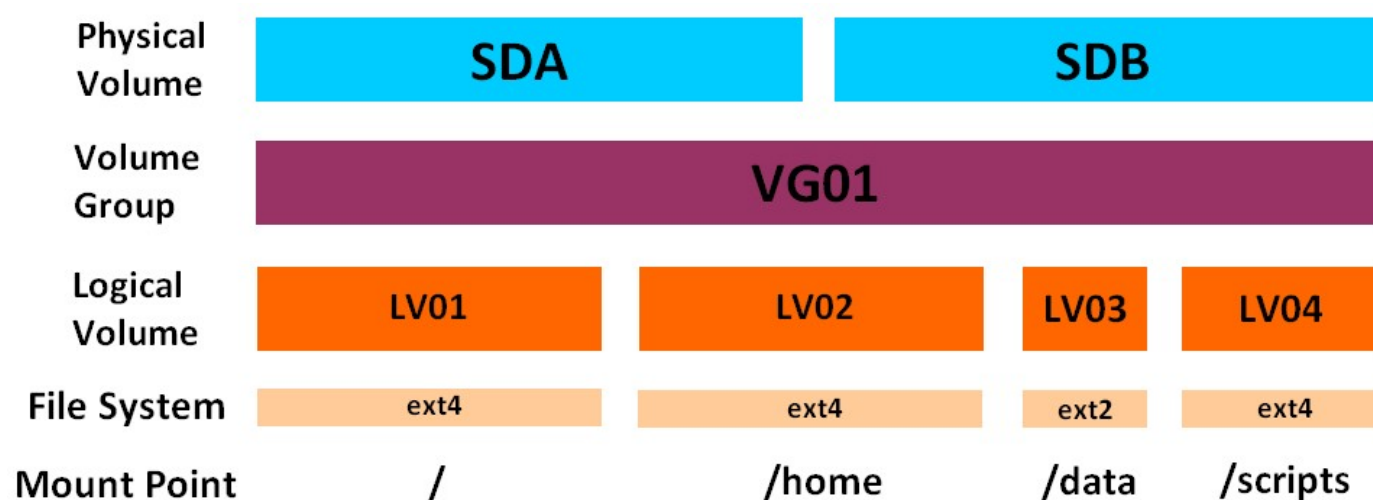 Physical
Volume
SDA
SDB
Volume
Group
VG01
Logical
Volume
LV01
LV02
LV03
LV04
File System
ext4
ext4
ext2
ext4
Mount Point
/
/home
/data
/scripts